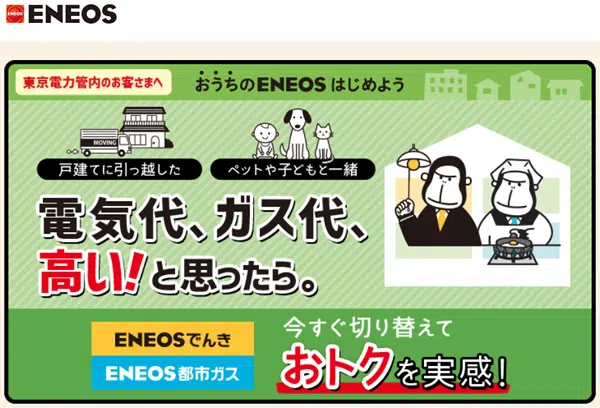 ENEOS
東京電力管内のお客さまへ
おうちのENEOSはじめよう
MOVING
戸建てに引っ越した
ペットや子どもと一緒
電気代、ガス代、
高い!と思ったら。
ENEOSでんき
ENEOS都市ガス
今すぐ切り替えて
おトクを実感!